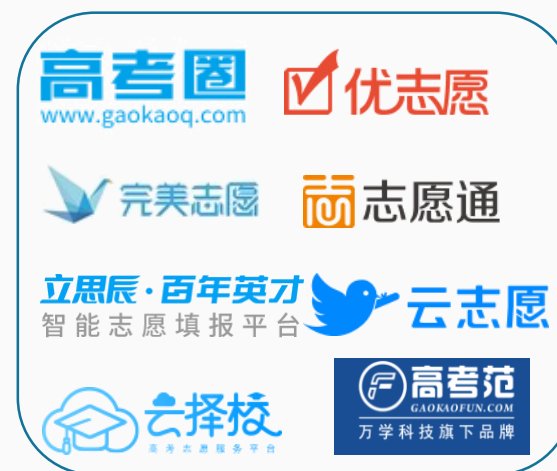 高考圈
www.gaokaoq.com
优志愿
完美志愿
志愿通
立思辰·百年英才
智能志愿填报平台
云志愿
云择校
高考志愿服务平台
高考范
GAOKAOFUN.COM
万学科技旗下品牌